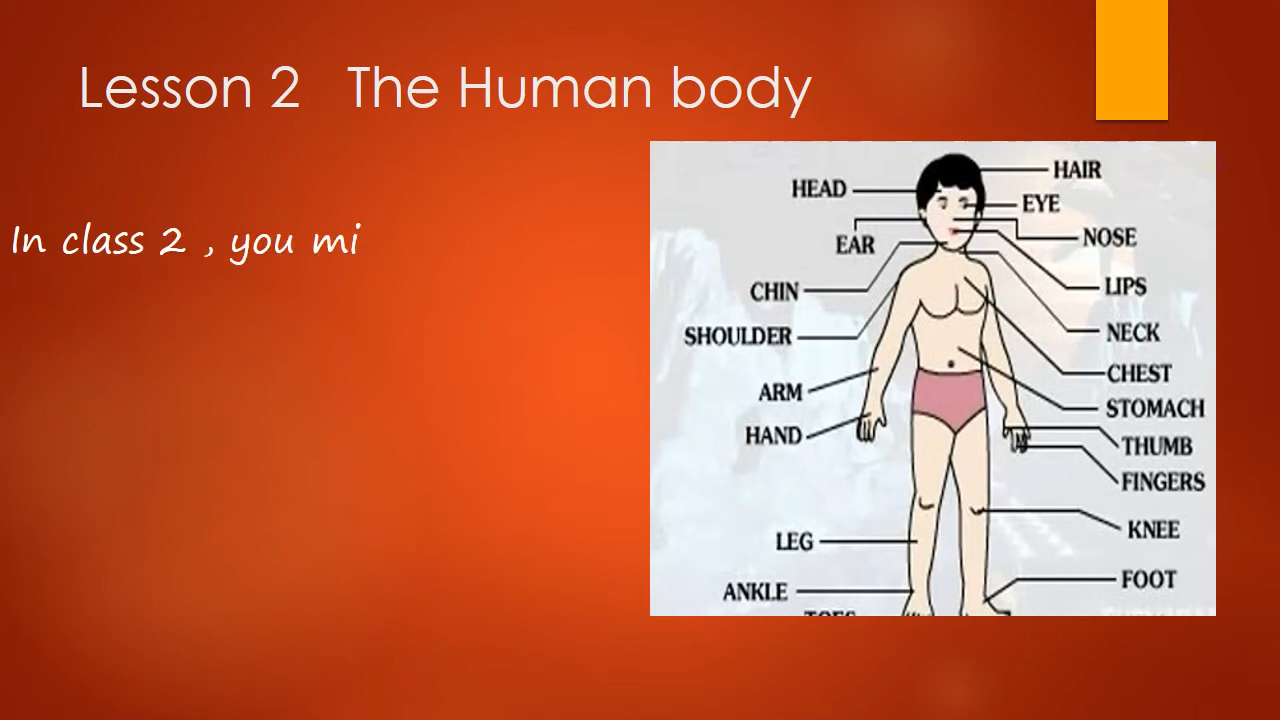 Lesson 2 The Human body
In class 2 , you mi
HAIR
HEAD
EYE
EAR
NOSE
CHIN
LIPS
SHOULDER
NECK
CHEST
ARM
STOMACH
HAND
THUMB
FINGERS
KNEE
LEG
FOOT
ANKLE
TOES